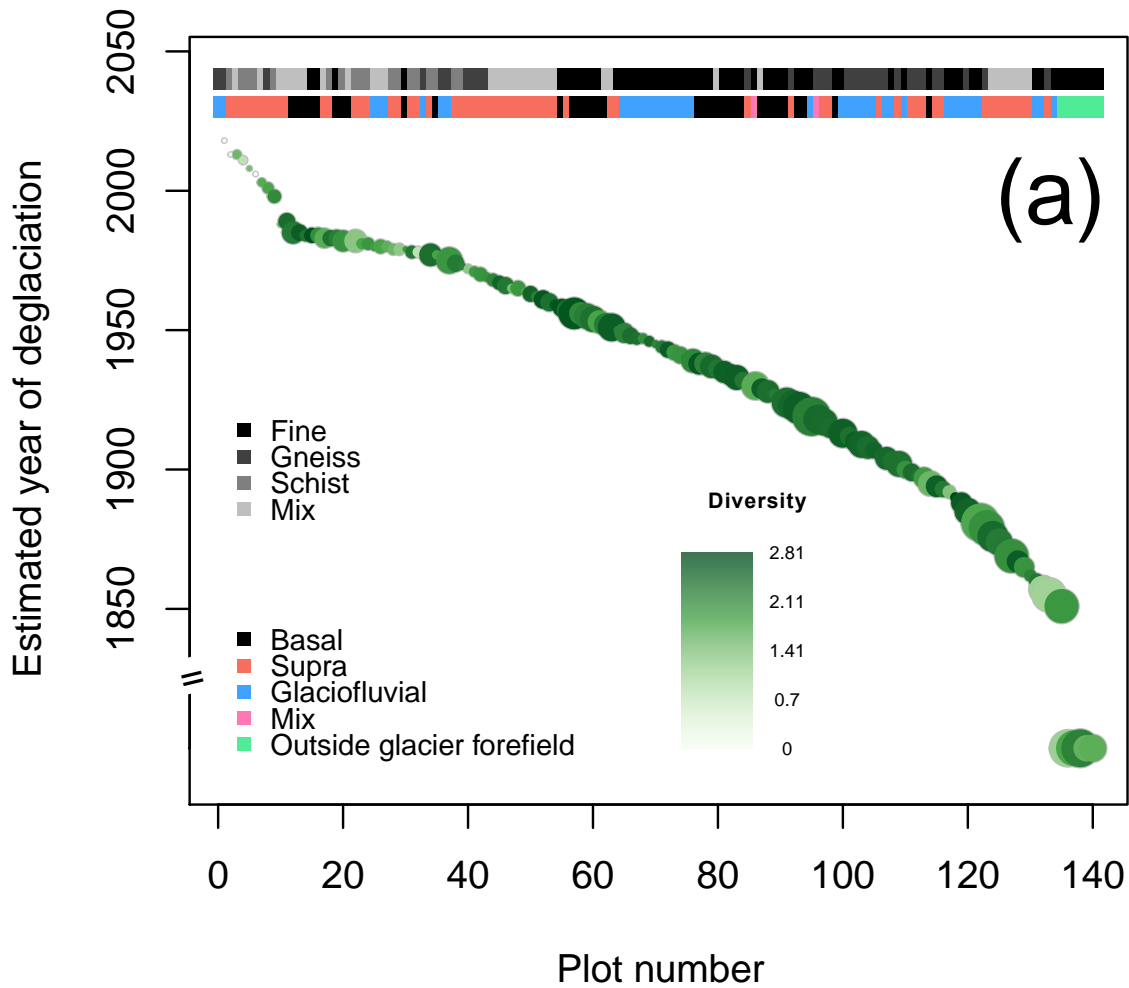 (a)
Estimated year of deglaciation
2050
2000
1950
1900
1850
Fine
Gneiss
Schist
Mix
Basal
Supra
Glaciofluvial
Mix
Outside glacier forefield
Diversity
2.81
2.11
1.41
0.7
0
0 20 40 60 80 100 120 140
Plot number